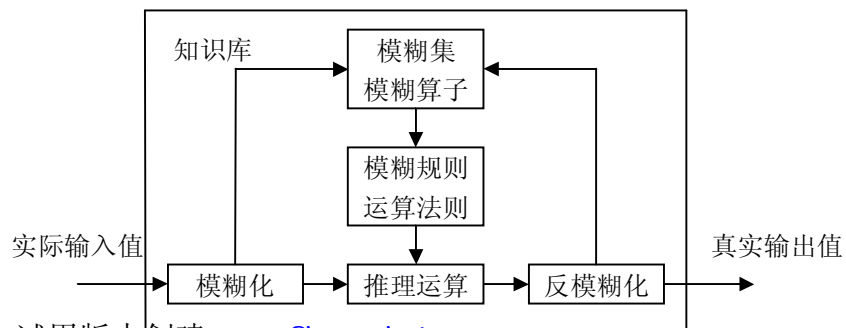 知识库
模糊集
模糊算子
模糊规则
运算法则
实际输入值
真实输出值
模糊化
推理运算
反模糊化